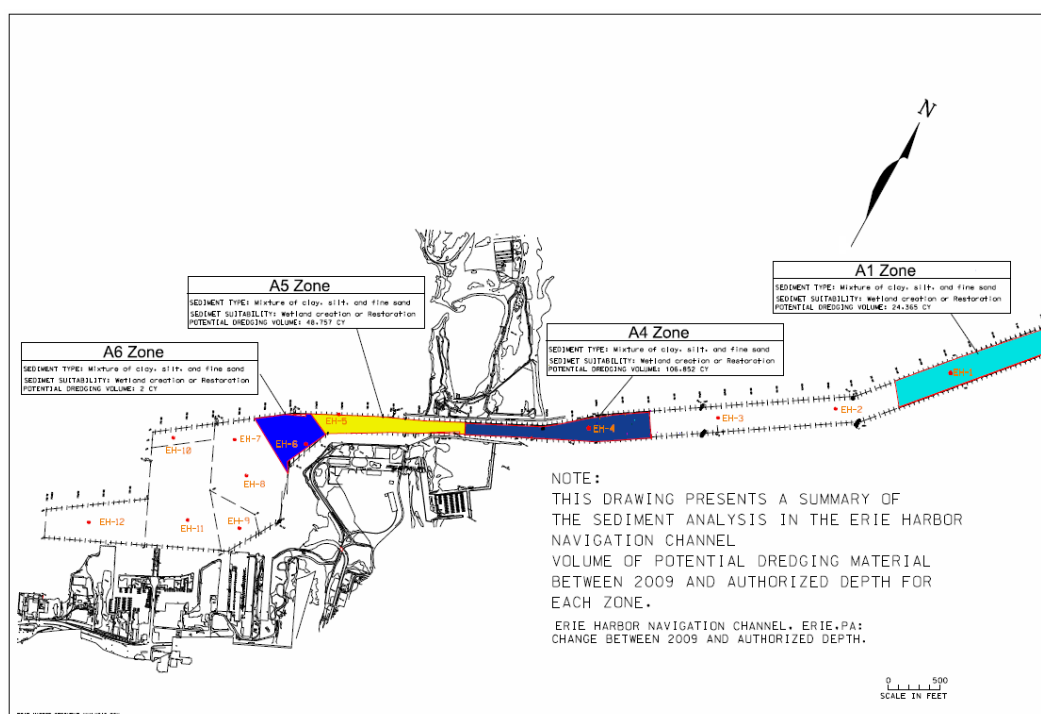 N
A1 Zone
SEDIMENT TYPE: Mixture of clay, silt, and fine sand
SEDIMET SUITABILITY: Wetland creation or Restoration
POTENTIAL DREDGING VOLUME: 24,365 CY
A5 Zone
SEDIMENT TYPE: Mixture of clay, silt, and fine sand
SEDIMET SUITABILITY: Wetland creation or Restoration
POTENTIAL DREDGING VOLUME: 48,757 CY
A4 Zone
SEDIMENT TYPE: Mixture of clay, silt, and fine sand
SEDIMET SUITABILITY: Wetland creation or Restoration
POTENTIAL DREDGING VOLUME: 106,852 CY
A6 Zone
SEDIMENT TYPE: Mixture of clay, silt, and fine sand
SEDIMET SUITABILITY: Wetland creation or Restoration
POTENTIAL DREDGING VOLUME: 2 CY
EH-1
EH-2
EH-3
EH-4
EH-5
EH-6
EH-7
EH-8
EH-9
EH-10
EH-11
EH-12
NOTE:
THIS DRAWING PRESENTS A SUMMARY OF
THE SEDIMENT ANALYSIS IN THE ERIE HARBOR
NAVIGATION CHANNEL
VOLUME OF POTENTIAL DREDGING MATERIAL
BETWEEN 2009 AND AUTHORIZED DEPTH FOR
EACH ZONE.
ERIE HARBOR NAVIGATION CHANNEL, ERIE,PA:
CHANGE BETWEEN 2009 AND AUTHORIZED DEPTH.
0 500
SCALE IN FEET